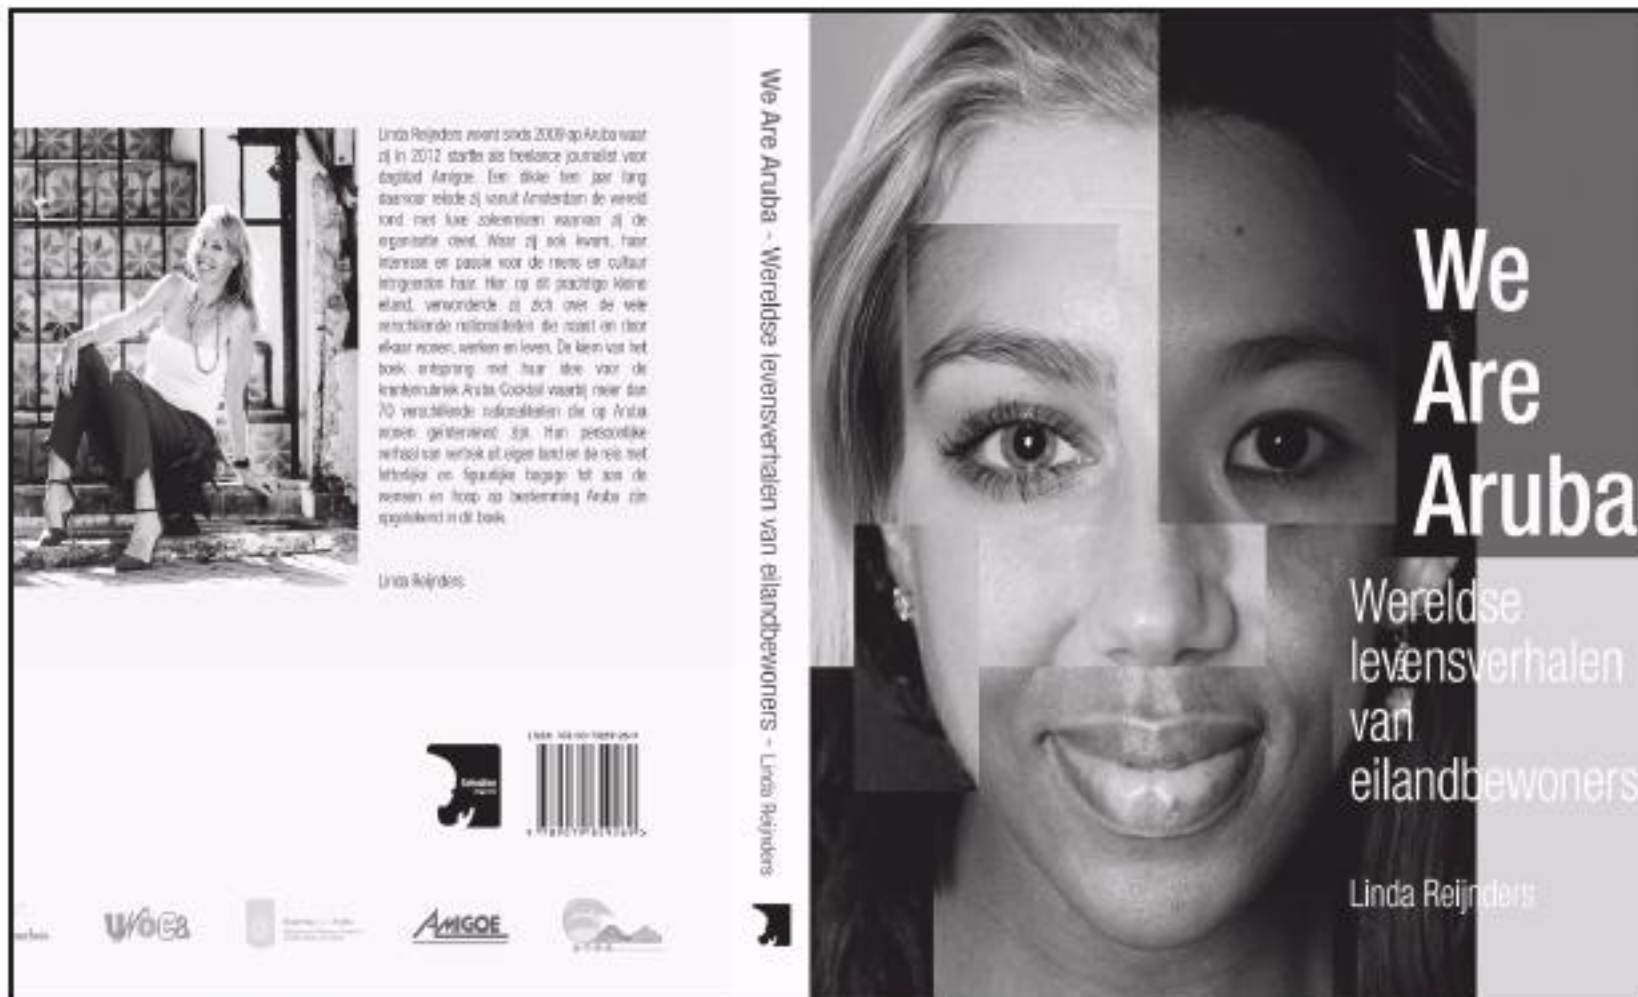 Linda Reijnders woont sinds 2009 op Aruba waar
zij in 2012 startte als freelance journalist voor
dagblad Amigoe. Een dikke tien jaar lang
daarvoor reisde zij vanuit Amsterdam de wereld
rond met luxe zakenreizen waarvan zij de
organisatie deed. Waar zij ook kwam, haar
interesse en passie voor de mens en cultuur
intrigeerden haar. Hier op dit prachtige kleine
eiland, verwonderde zij zich over de vele
verschillende nationaliteiten die naast en door
elkaar wonen, werken en leven. De kiem van het
boek ontsprong met haar idee voor de
krantenrubriek Aruba Cocktail waarbij meer dan
70 verschillende nationaliteiten die op Aruba
wonen geïnterviewd zijn. Hun persoonlijke
verhaal van vertrek uit eigen land en de reis met
letterlijke en figuurlijke bagage tot aan de
wensen en hoop op bestemming Aruba zijn
opgetekend in dit boek.
Linda Reijnders
UNOCa
AMIGOE
We Are Aruba - Wereldse levensverhalen van eilandbewoners - Linda Reijnders
We
Are
Aruba
Wereldse
levensverhalen
van
eilandbewoners
Linda Reijnders